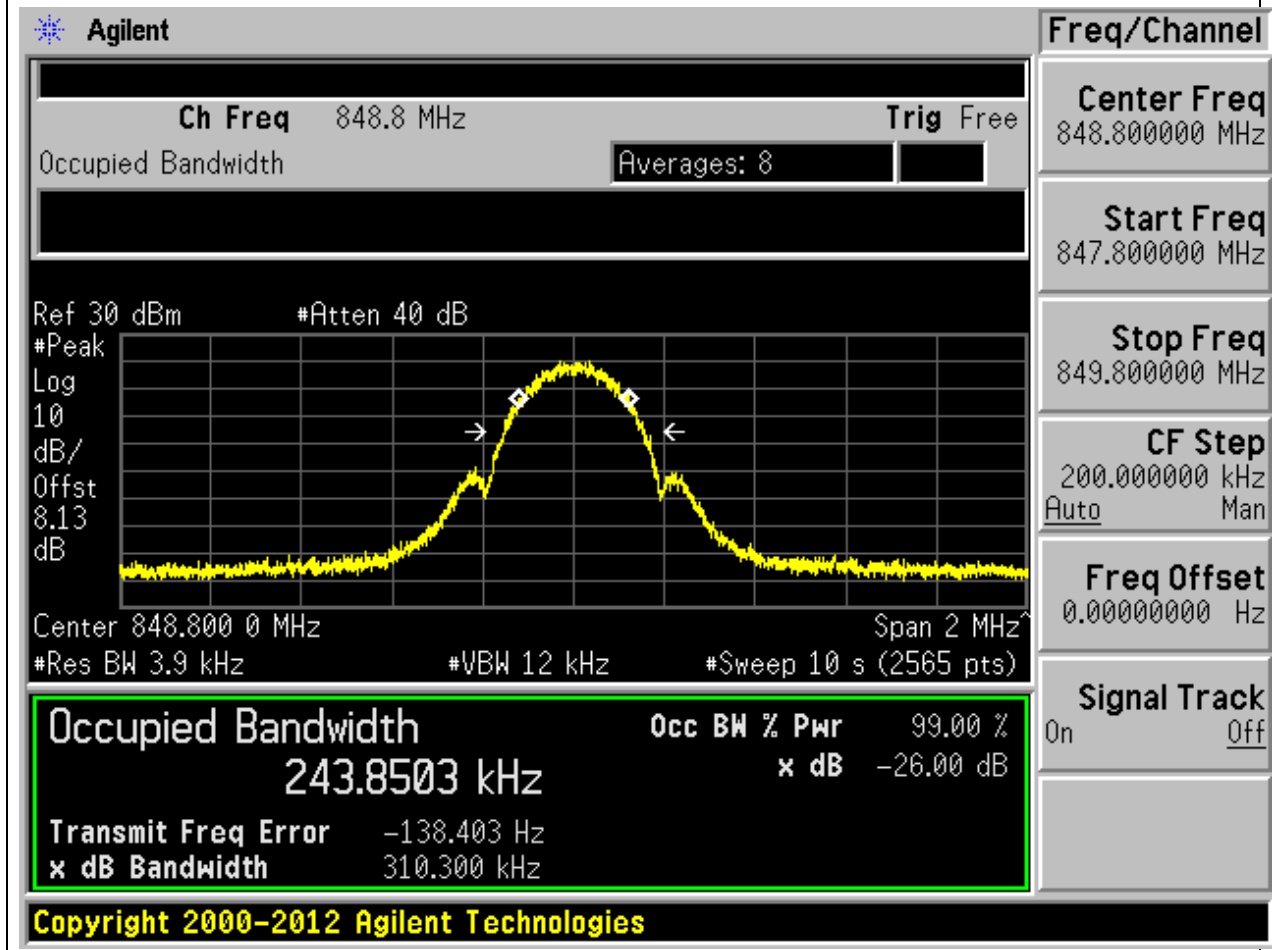 Agilent
Freq/Channel
Ch Freq 848.8 MHz Trig Free
Occupied Bandwidth Averages: 8
Ref 30 dBm #Atten 40 dB
#Peak
Log
10
dB/
Offst
8.13
dB
Center 848.800 0 MHz Span 2 MHz^
#Res BW 3.9 kHz #VBW 12 kHz #Sweep 10 s (2565 pts)
Occupied Bandwidth Occ BW % Pwr 99.00 %
243.8503 kHz x dB -26.00 dB
Transmit Freq Error -138.403 Hz
x dB Bandwidth 310.300 kHz
Copyright 2000-2012 Agilent Technologies
Center Freq
848.800000 MHz
Start Freq
847.800000 MHz
Stop Freq
849.800000 MHz
CF Step
200.000000 kHz
Auto Man
Freq Offset
0.00000000 Hz
Signal Track
On Off